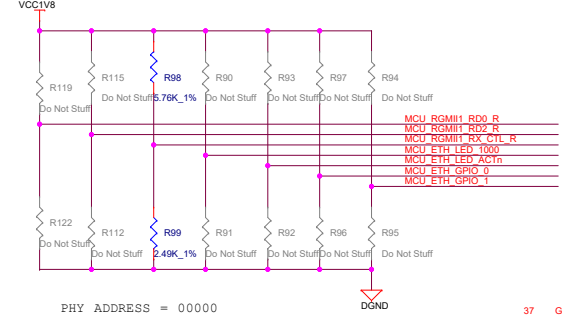 VCC1V8
R119
Do Not Stuff
R115
Do Not Stuff
R98
5.76K_1%
R90
Do Not Stuff
R93
Do Not Stuff
R97
Do Not Stuff
R94
Do Not Stuff
MCU_RGMII1_RD0_R
MCU_RGMII1_RD2_R
MCU_RGMII1_RX_CTL_R
MCU_ETH_LED_1000
MCU_ETH_LED_ACTn
MCU_ETH_GPIO_0
MCU_ETH_GPIO_1
R122
Do Not Stuff
R112
Do Not Stuff
R99
2.49K_1%
R91
Do Not Stuff
R92
Do Not Stuff
R96
Do Not Stuff
R95
Do Not Stuff
PHY ADDRESS = 00000
DGND
37 G